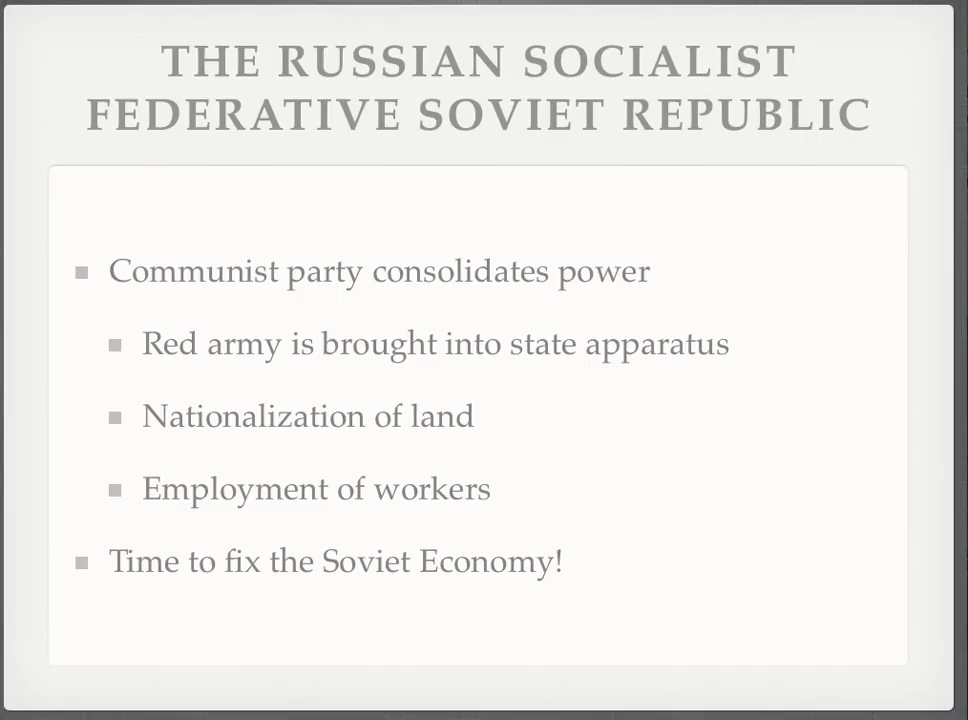 THE RUSSIAN SOCIALIST
FEDERATIVE SOVIET REPUBLIC
Communist party consolidates power
Red army is brought into state apparatus
Nationalization of land
Employment of workers
Time to fix the Soviet Economy!